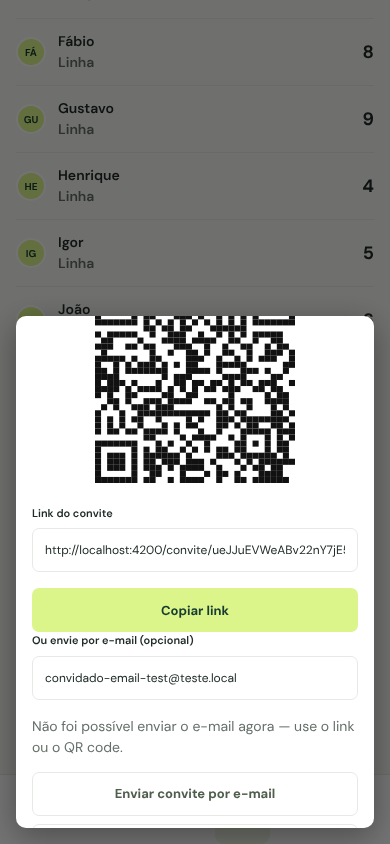 FÁ
Fábio
Linha
8
GU
Gustavo
Linha
9
HE
Henrique
Linha
4
IG
Igor
Linha
5
João
Link do convite
http://localhost:4200/convite/ueJJuEVWeABv22nY7jE
Copiar link
Ou envie por e-mail (opcional)
convidado-email-test@teste.local
Não foi possível enviar o e-mail agora — use o link
ou o QR code.
Enviar convite por e-mail